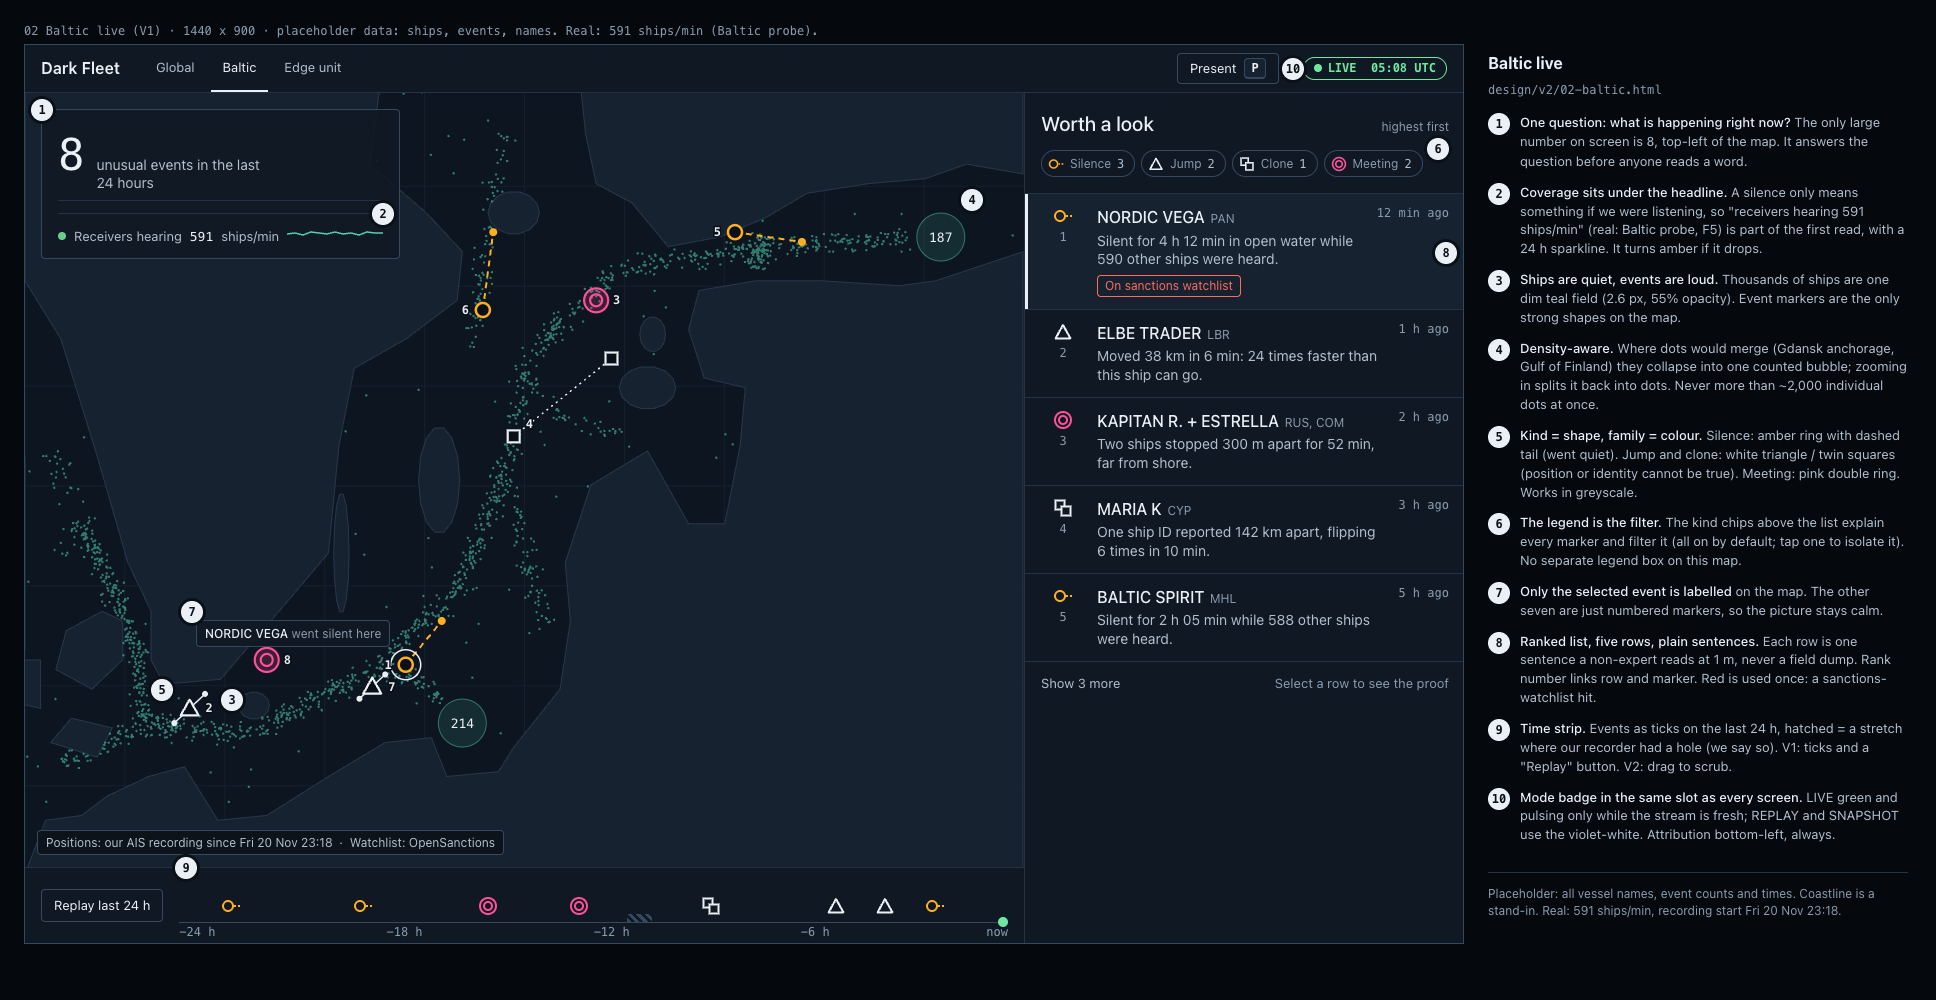 02 Baltic live (V1) · 1440 x 900 · placeholder data: ships, events, names. Real: 591 ships/min (Baltic probe).
Dark Fleet
Global
Baltic
Edge unit
Present P
10
LIVE 05:08 UTC
1
8
unusual events in the last
24 hours
2
Receivers hearing 591 ships/min
4
187
5
6
3
4
7
NORDIC VEGA went silent here
8
1
7
5
3
2
214
Positions: our AIS recording since Fri 20 Nov 23:18 · Watchlist: OpenSanctions
9
Replay last 24 h
−24 h
−18 h
−12 h
−6 h
now
Worth a look
highest first
6
Silence 3
Jump 2
Clone 1
Meeting 2
1
NORDIC VEGA PAN
12 min ago
Silent for 4 h 12 min in open water while
590 other ships were heard.
8
On sanctions watchlist
2
ELBE TRADER LBR
1 h ago
Moved 38 km in 6 min: 24 times faster than
this ship can go.
3
KAPITAN R. + ESTRELLA RUS, COM
2 h ago
Two ships stopped 300 m apart for 52 min,
far from shore.
4
MARIA K CYP
3 h ago
One ship ID reported 142 km apart, flipping
6 times in 10 min.
5
BALTIC SPIRIT MHL
5 h ago
Silent for 2 h 05 min while 588 other ships
were heard.
Show 3 more
Select a row to see the proof
Baltic live
design/v2/02-baltic.html
1 One question: what is happening right now? The only large
number on screen is 8, top-left of the map. It answers the
question before anyone reads a word.
2 Coverage sits under the headline. A silence only means
something if we were listening, so "receivers hearing 591
ships/min" (real: Baltic probe, F5) is part of the first read, with a
24 h sparkline. It turns amber if it drops.
3 Ships are quiet, events are loud. Thousands of ships are one
dim teal field (2.6 px, 55% opacity). Event markers are the only
strong shapes on the map.
4 Density-aware. Where dots would merge (Gdansk anchorage,
Gulf of Finland) they collapse into one counted bubble; zooming
in splits it back into dots. Never more than ~2,000 individual
dots at once.
5 Kind = shape, family = colour. Silence: amber ring with dashed
tail (went quiet). Jump and clone: white triangle / twin squares
(position or identity cannot be true). Meeting: pink double ring.
Works in greyscale.
6 The legend is the filter. The kind chips above the list explain
every marker and filter it (all on by default; tap one to isolate it).
No separate legend box on this map.
7 Only the selected event is labelled on the map. The other
seven are just numbered markers, so the picture stays calm.
8 Ranked list, five rows, plain sentences. Each row is one
sentence a non-expert reads at 1 m, never a field dump. Rank
number links row and marker. Red is used once: a sanctions-
watchlist hit.
9 Time strip. Events as ticks on the last 24 h, hatched = a stretch
where our recorder had a hole (we say so). V1: ticks and a
"Replay" button. V2: drag to scrub.
10 Mode badge in the same slot as every screen. LIVE green and
pulsing only while the stream is fresh; REPLAY and SNAPSHOT
use the violet-white. Attribution bottom-left, always.
Placeholder: all vessel names, event counts and times. Coastline is a
stand-in. Real: 591 ships/min, recording start Fri 20 Nov 23:18.